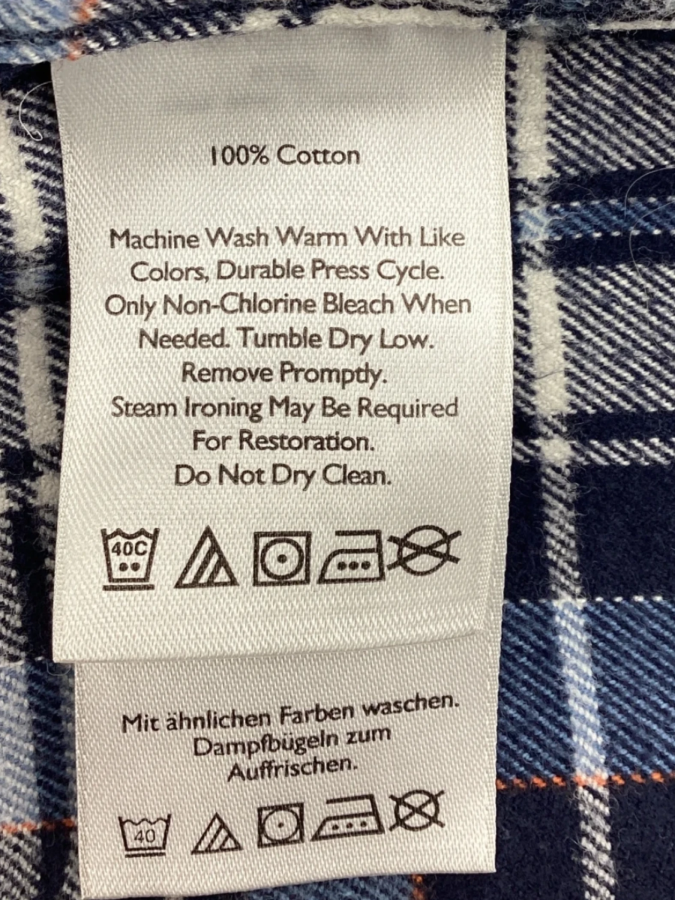 100% Cotton
Machine Wash Warm With Like
Colors, Durable Press Cycle.
Only Non-Chlorine Bleach When
Needed. Tumble Dry Low.
Remove Promptly.
Steam Ironing May Be Required
For Restoration.
Do Not Dry Clean.
40C
Mit ähnlichen Farben waschen.
Dampfbügeln zum
Auffrischen.
40